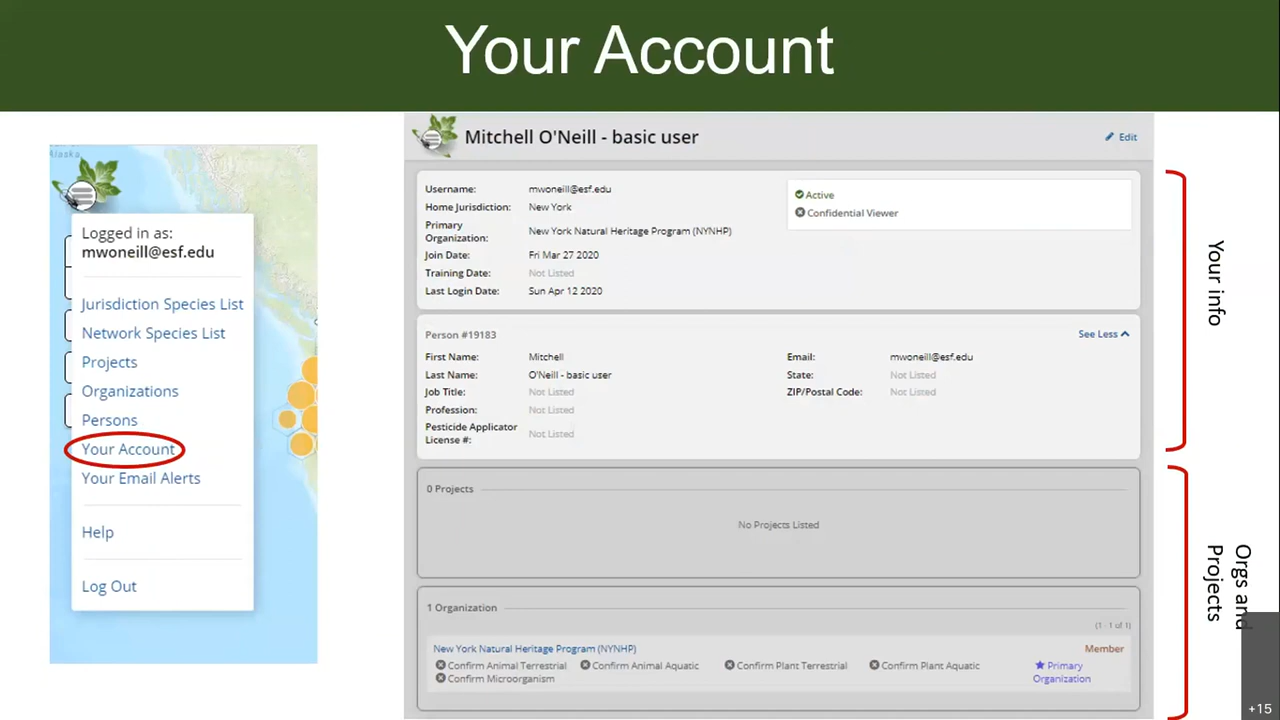 Your Account
Alaska
Logged in as:
mwoneill@esf.edu
Jurisdiction Species List
Network Species List
Projects
Organizations
Persons
Your Account
Your Email Alerts
Help
Log Out
Mitchell O'Neill - basic user
Edit
Username: mwoneill@esf.edu
Home Jurisdiction: New York
Primary
Organization: New York Natural Heritage Program (NYNHP)
Join Date: Fri Mar 27 2020
Training Date: Not Listed
Last Login Date: Sun Apr 12 2020
Active
Confidential Viewer
Person #19183
See Less
First Name: Mitchell
Last Name: O'Neill - basic user
Job Title: Not Listed
Profession: Not Listed
Pesticide Applicator
License #: Not Listed
Email: mwoneill@esf.edu
State: Not Listed
ZIP/Postal Code: Not Listed
0 Projects
No Projects Listed
1 Organization
(1 - 1 of 1)
New York Natural Heritage Program (NYNHP)
Member
Confirm Animal Terrestrial Confirm Animal Aquatic Confirm Plant Terrestrial Confirm Plant Aquatic
Confirm Microorganism
Primary
Organization
Your info
Orgs and
Projects
+15